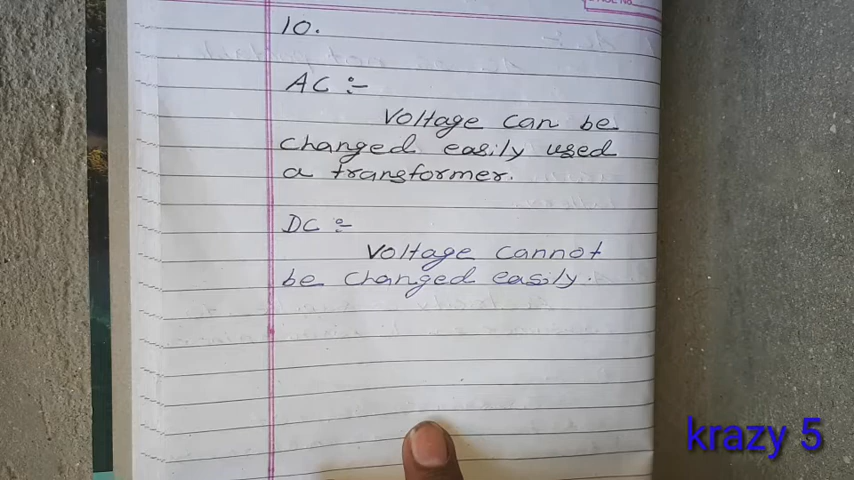 10.
AC :-
Voltage can be
changed easily used
a transformer.
DC :-
Voltage cannot
be changed easily.
krazy 5